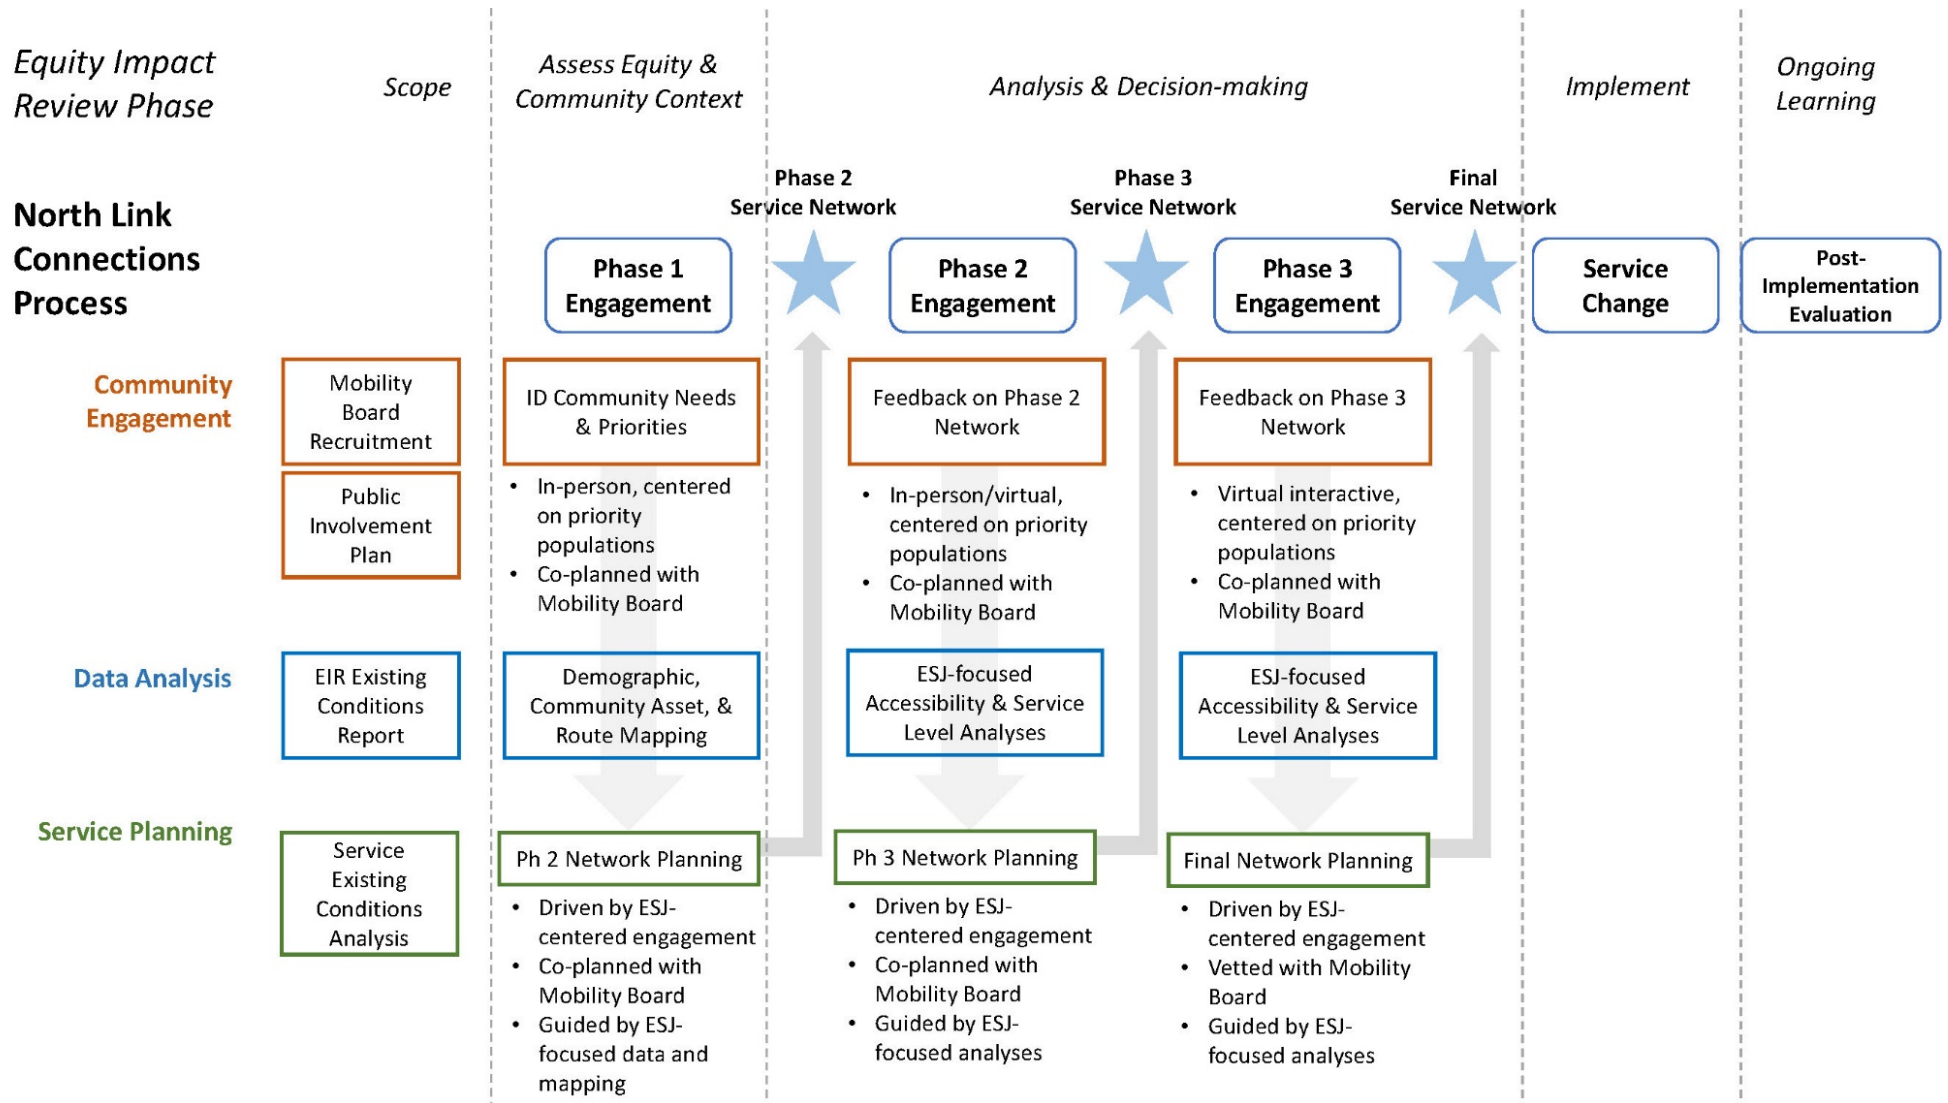 Equity Impact
Review Phase
Scope
Assess Equity &
Community Context
Analysis & Decision-making
Implement
Ongoing
Learning
North Link
Connections
Process
Phase 1
Engagement
Phase 2
Service Network
Phase 2
Engagement
Phase 3
Service Network
Phase 3
Engagement
Final
Service Network
Service
Change
Post-
Implementation
Evaluation
Community
Engagement
Mobility
Board
Recruitment
Public
Involvement
Plan
ID Community Needs
& Priorities
• In-person, centered
on priority
populations
• Co-planned with
Mobility Board
Feedback on Phase 2
Network
• In-person/virtual,
centered on priority
populations
• Co-planned with
Mobility Board
Feedback on Phase 3
Network
• Virtual interactive,
centered on priority
populations
• Co-planned with
Mobility Board
Data Analysis
EIR Existing
Conditions
Report
Demographic,
Community Asset, &
Route Mapping
ESJ-focused
Accessibility & Service
Level Analyses
ESJ-focused
Accessibility & Service
Level Analyses
Service Planning
Service
Existing
Conditions
Analysis
Ph 2 Network Planning
• Driven by ESJ-
centered engagement
• Co-planned with
Mobility Board
• Guided by ESJ-
focused data and
mapping
Ph 3 Network Planning
• Driven by ESJ-
centered engagement
• Co-planned with
Mobility Board
• Guided by ESJ-
focused analyses
Final Network Planning
• Driven by ESJ-
centered engagement
• Vetted with Mobility
Board
• Guided by ESJ-
focused analyses